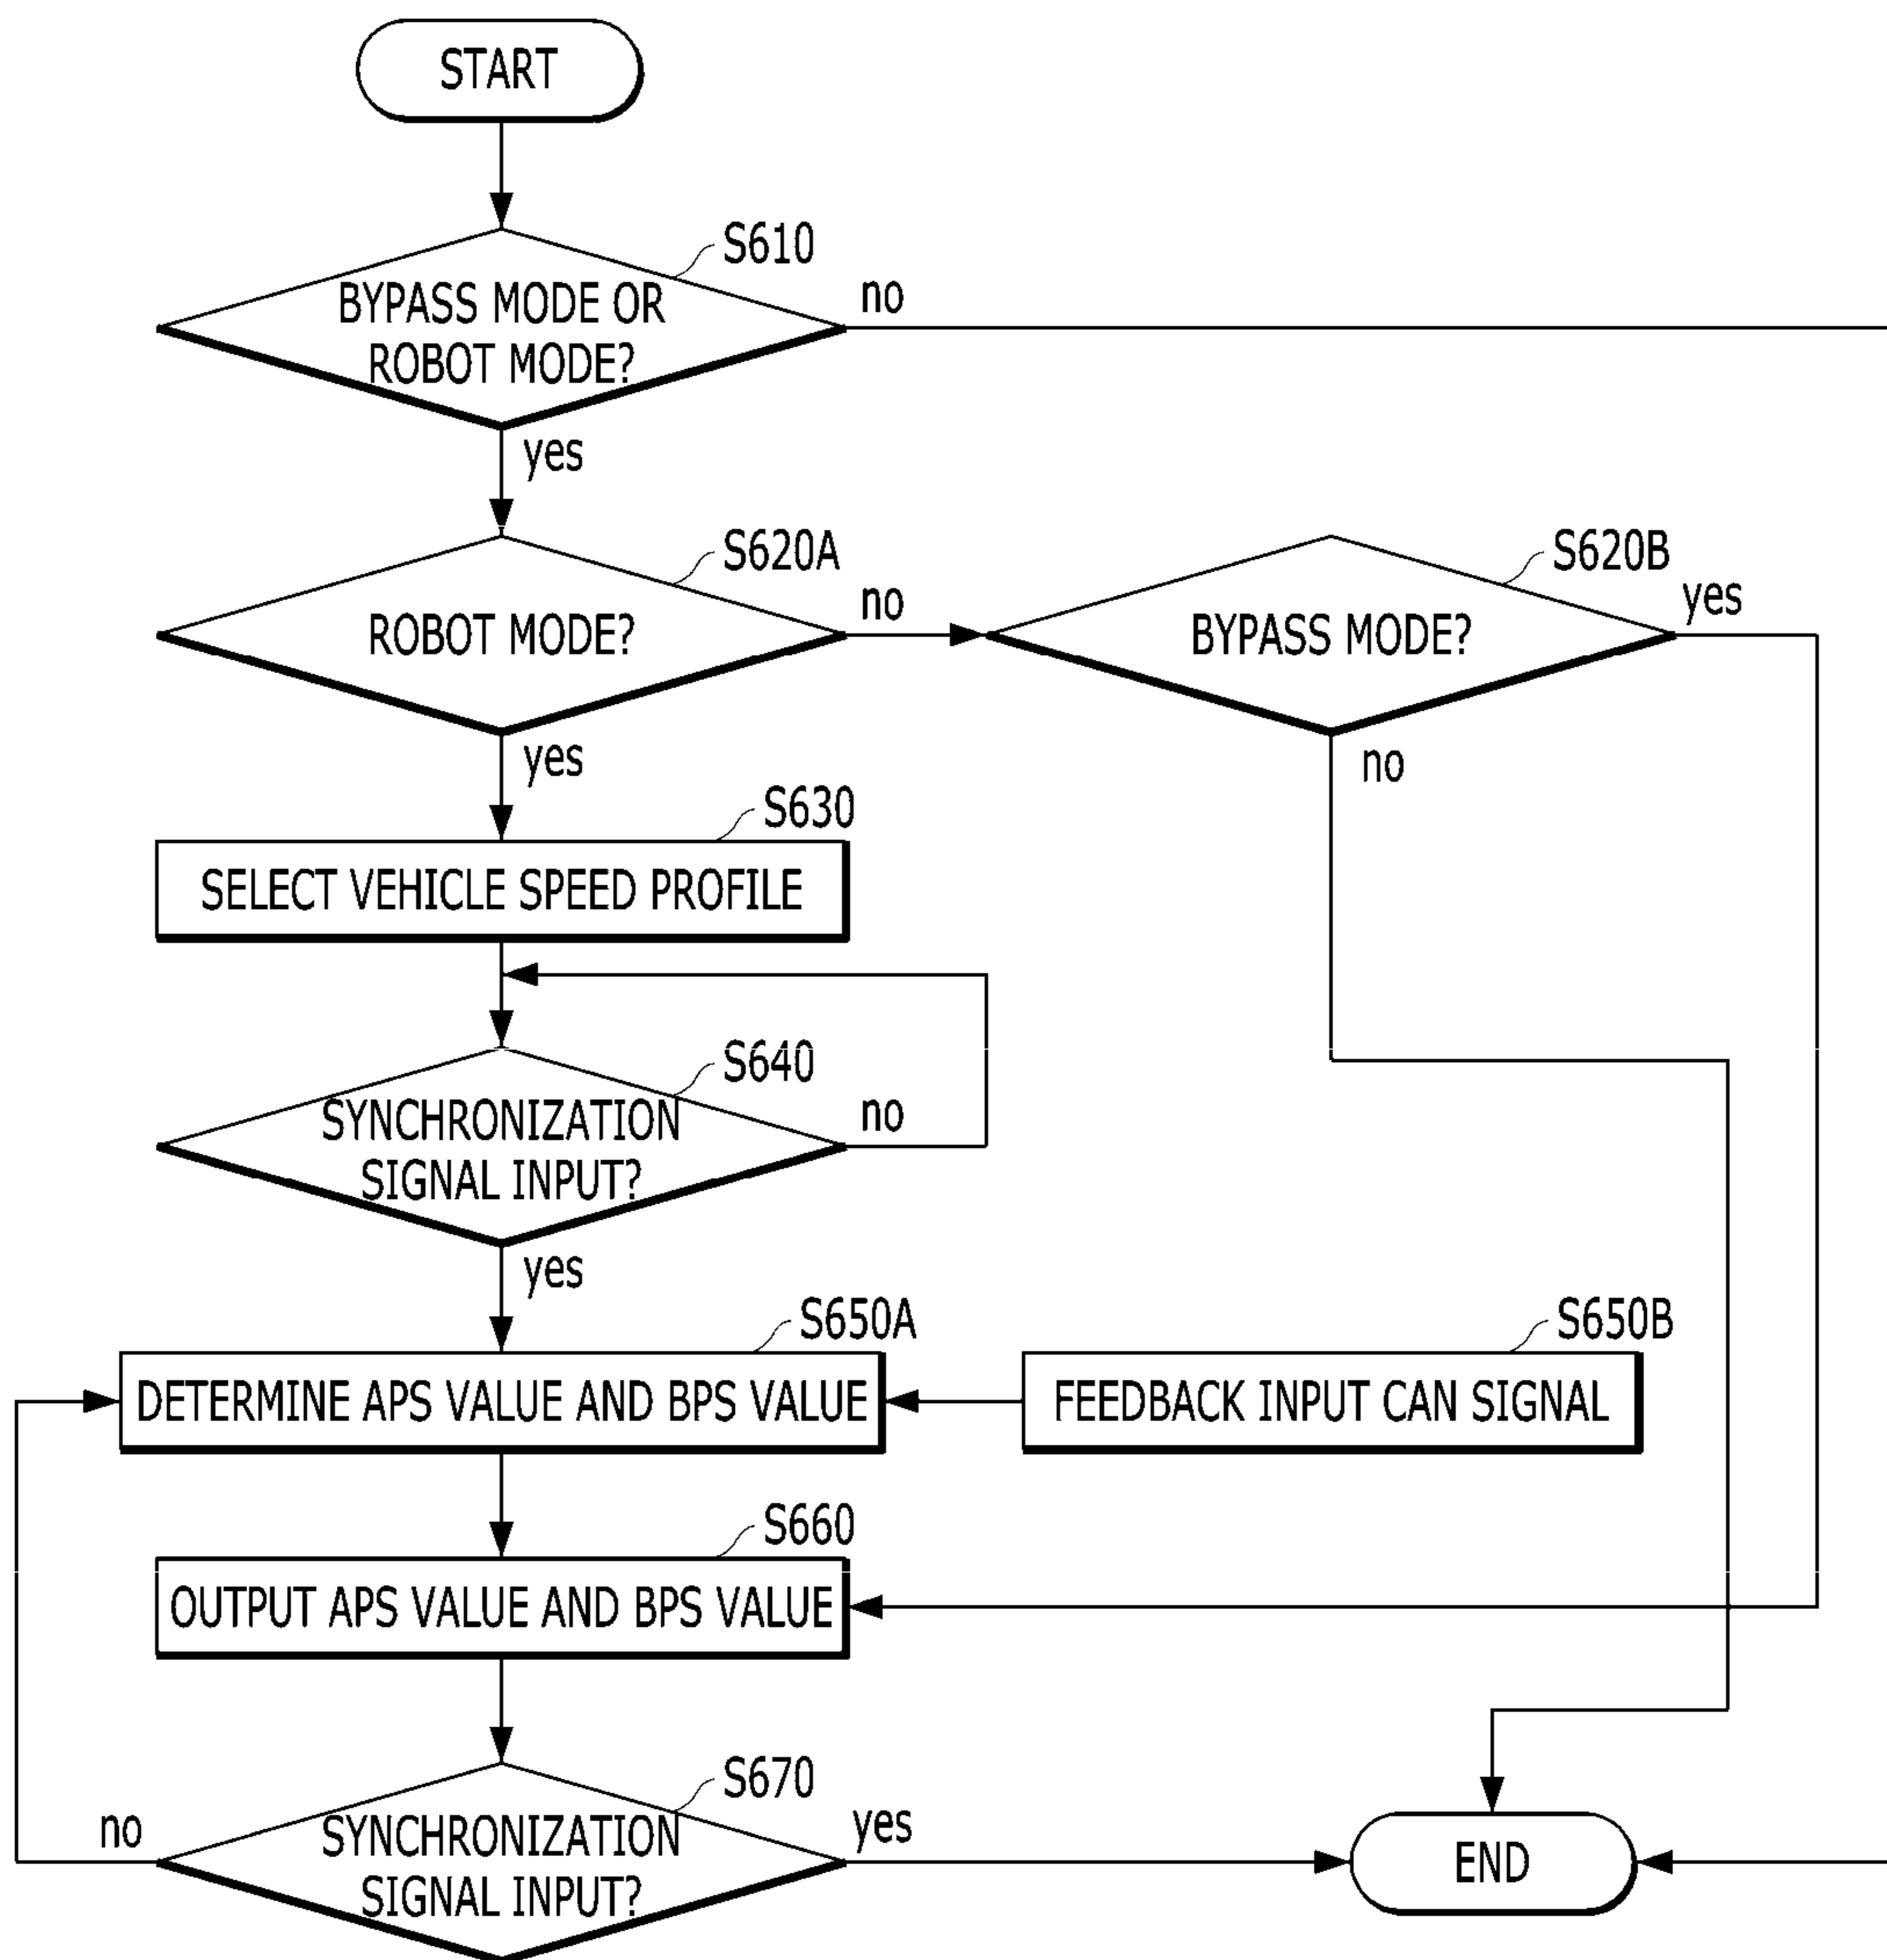 START
S610
BYPASS MODE OR
ROBOT MODE?
no
yes
S620A
ROBOT MODE?
no
S620B
BYPASS MODE?
yes
yes
no
S630
SELECT VEHICLE SPEED PROFILE
S640
SYNCHRONIZATION
SIGNAL INPUT?
no
yes
S650A
DETERMINE APS VALUE AND BPS VALUE
S650B
FEEDBACK INPUT CAN SIGNAL
S660
OUTPUT APS VALUE AND BPS VALUE
S670
SYNCHRONIZATION
SIGNAL INPUT?
no
yes
END